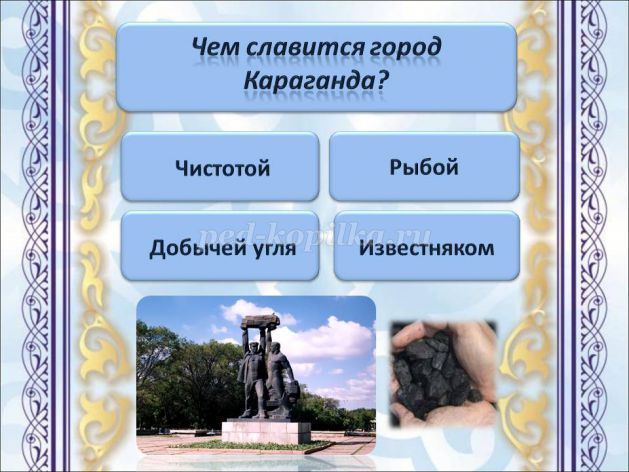 Чем славится город
Караганда?
Чистотой
Рыбой
Добычей угля
Известняком
ped-kopilka.ru